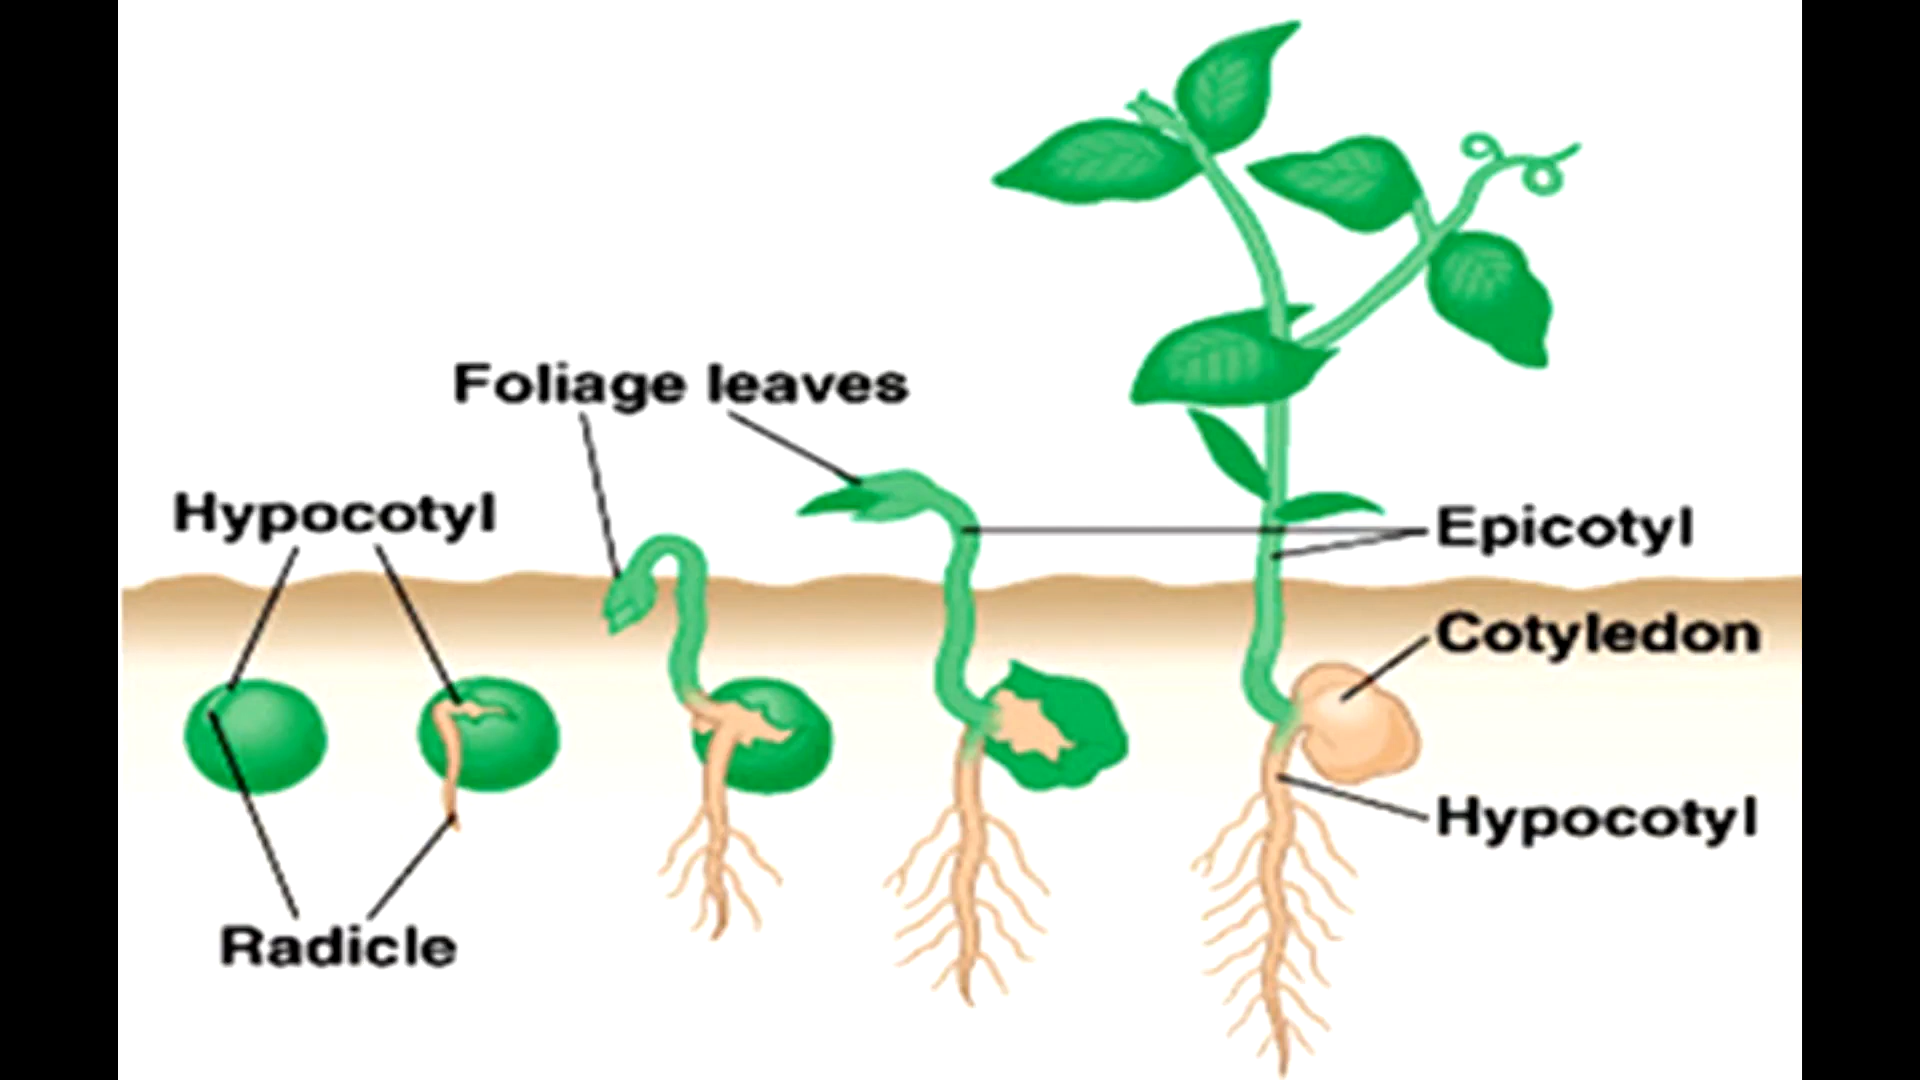 Foliage leaves
Hypocotyl
Epicotyl
Cotyledon
Hypocotyl
Radicle